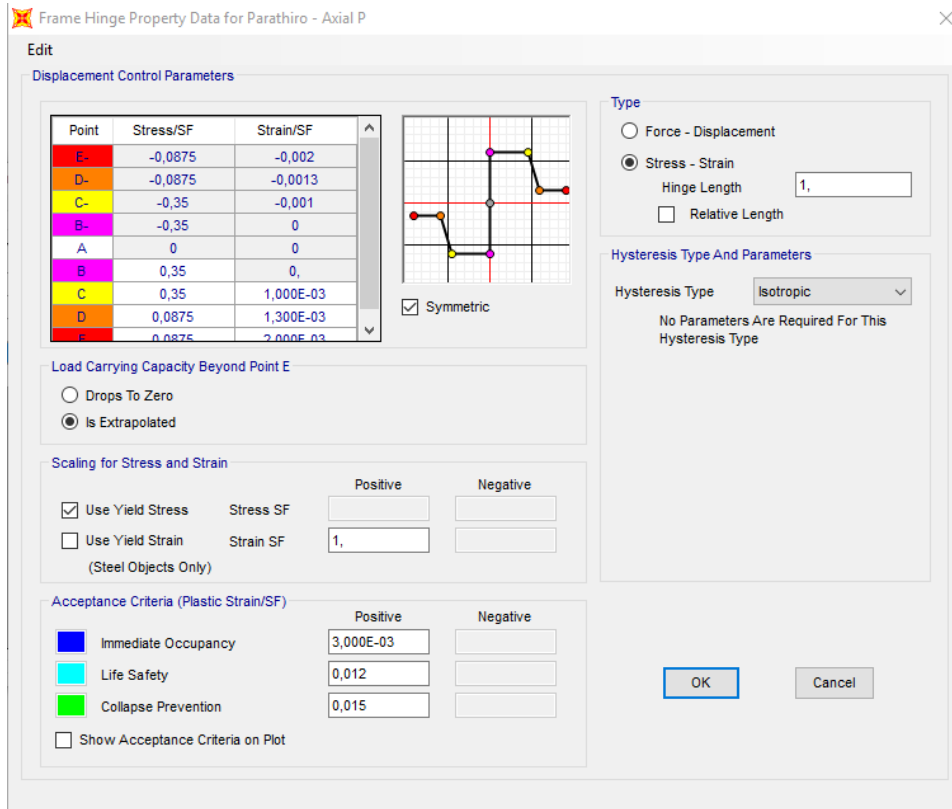 Frame Hinge Property Data for Parathiro - Axial P
Edit
Displacement Control Parameters
Point Stress/SF Strain/SF
E- -0,0875 -0,002
D- -0,0875 -0,0013
C- -0,35 -0,001
B- -0,35 0
A 0 0
B 0,35 0,
C 0,35 1,000E-03
D 0,0875 1,300E-03
E 0.0875 2.000E-03
Symmetric
Load Carrying Capacity Beyond Point E
Drops To Zero
Is Extrapolated
Scaling for Stress and Strain
Positive Negative
Use Yield Stress Stress SF
Use Yield Strain Strain SF 1,
(Steel Objects Only)
Acceptance Criteria (Plastic Strain/SF)
Positive Negative
Immediate Occupancy 3,000E-03
Life Safety 0,012
Collapse Prevention 0,015
Show Acceptance Criteria on Plot
Type
Force - Displacement
Stress - Strain
Hinge Length 1,
Relative Length
Hysteresis Type And Parameters
Hysteresis Type Isotropic
No Parameters Are Required For This
Hysteresis Type
OK Cancel